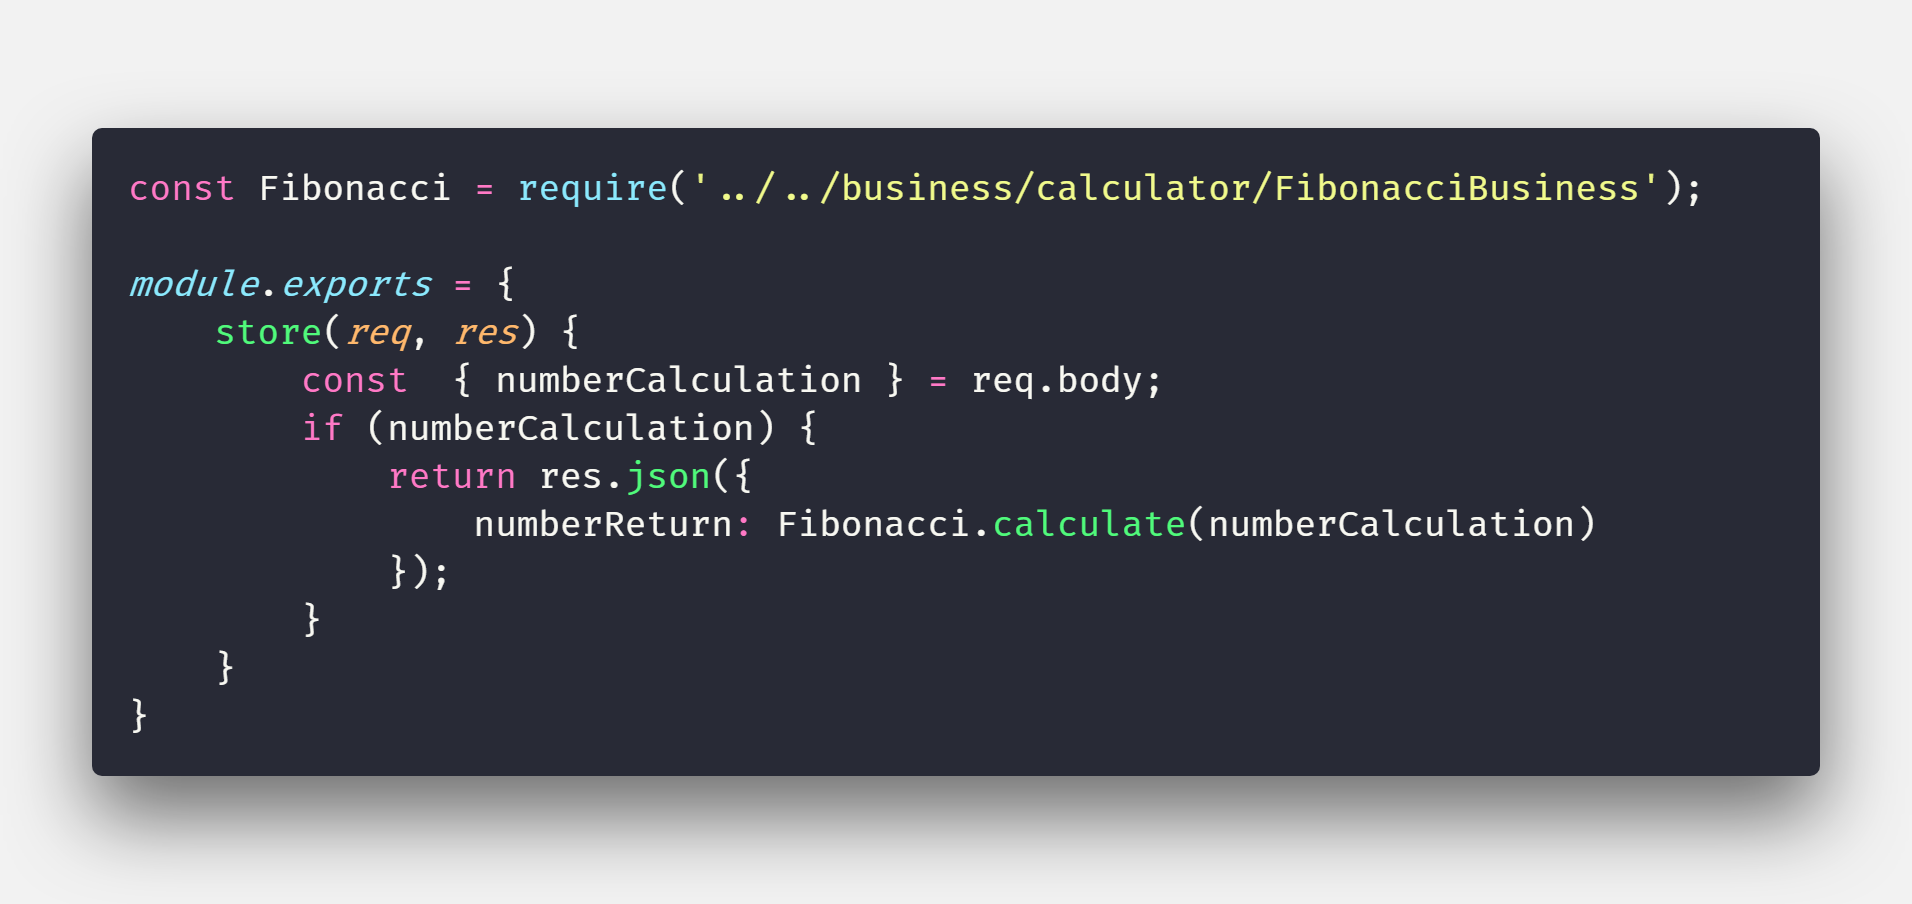 const Fibonacci = require('../../business/calculator/FibonacciBusiness');

module.exports = {
    store(req, res) {
        const  { numberCalculation } = req.body;
        if (numberCalculation) {
            return res.json({
                numberReturn: Fibonacci.calculate(numberCalculation)
            });
        }
    }
}